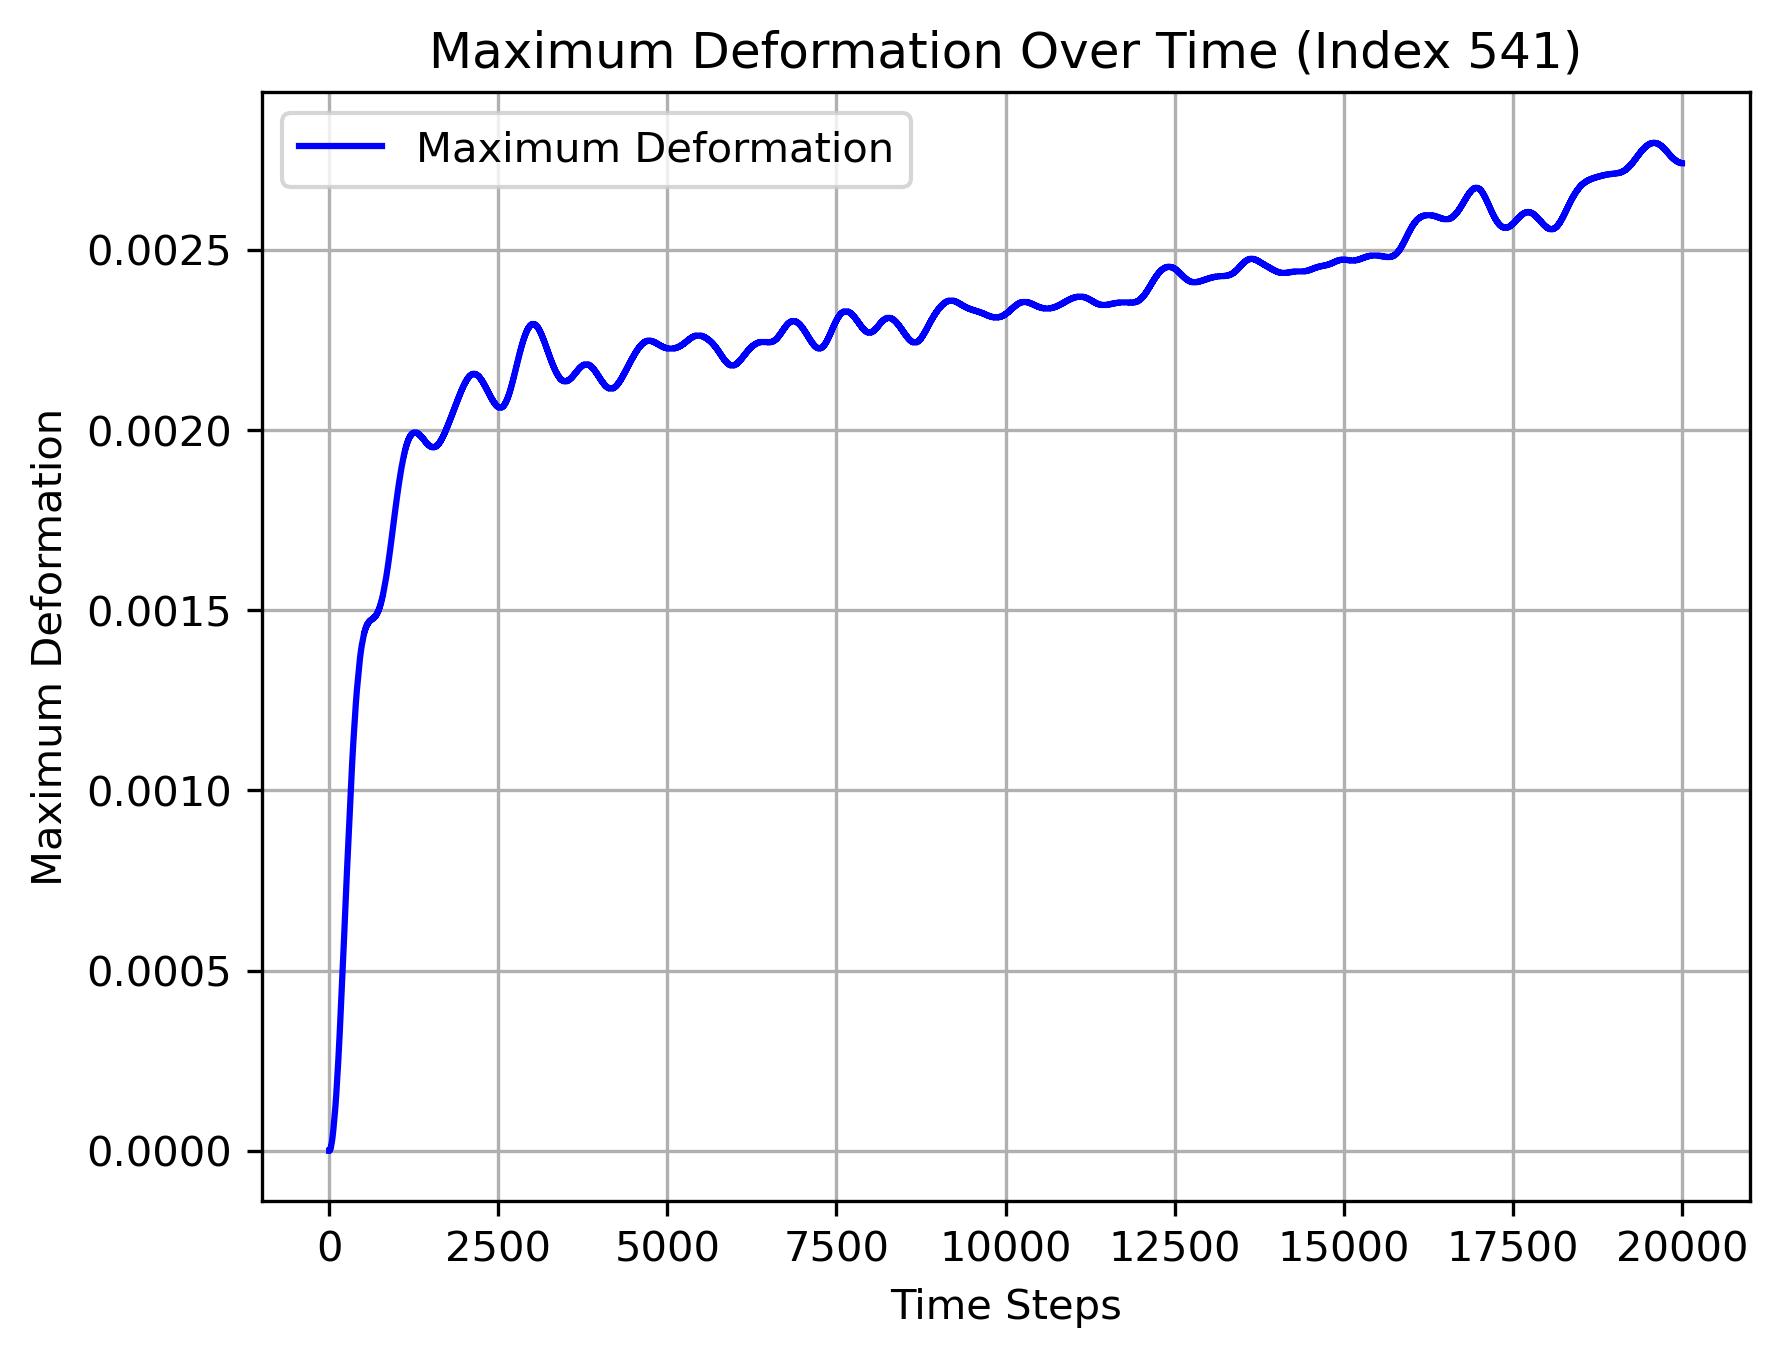 Maximum Deformation Over Time (Index 541)
Maximum Deformation
Maximum Deformation
0.0025
0.0020
0.0015
0.0010
0.0005
0.0000
0 2500 5000 7500 10000 12500 15000 17500 20000
Time Steps